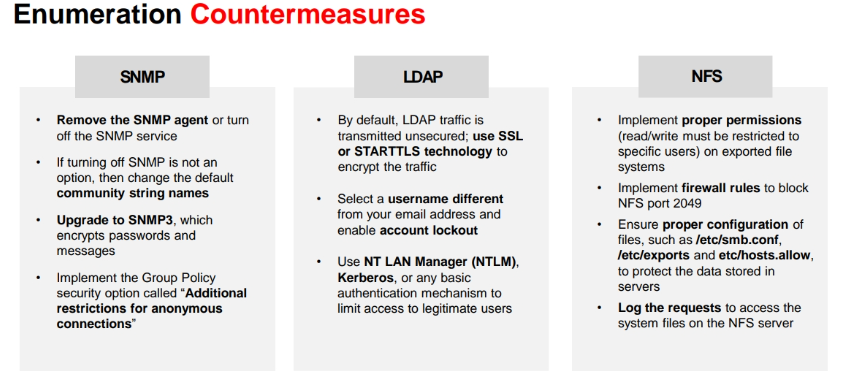 Enumeration Countermeasures
SNMP
• Remove the SNMP agent or turn
off the SNMP service
• If turning off SNMP is not an
option, then change the default
community string names
• Upgrade to SNMP3, which
encrypts passwords and
messages
• Implement the Group Policy
security option called “Additional
restrictions for anonymous
connections”
LDAP
• By default, LDAP traffic is
transmitted unsecured; use SSL
or STARTTLS technology to
encrypt the traffic
• Select a username different
from your email address and
enable account lockout
• Use NT LAN Manager (NTLM),
Kerberos, or any basic
authentication mechanism to
limit access to legitimate users
NFS
• Implement proper permissions
(read/write must be restricted to
specific users) on exported file
systems
• Implement firewall rules to block
NFS port 2049
• Ensure proper configuration of
files, such as /etc/smb.conf,
/etc/exports and etc/hosts.allow,
to protect the data stored in
servers
• Log the requests to access the
system files on the NFS server